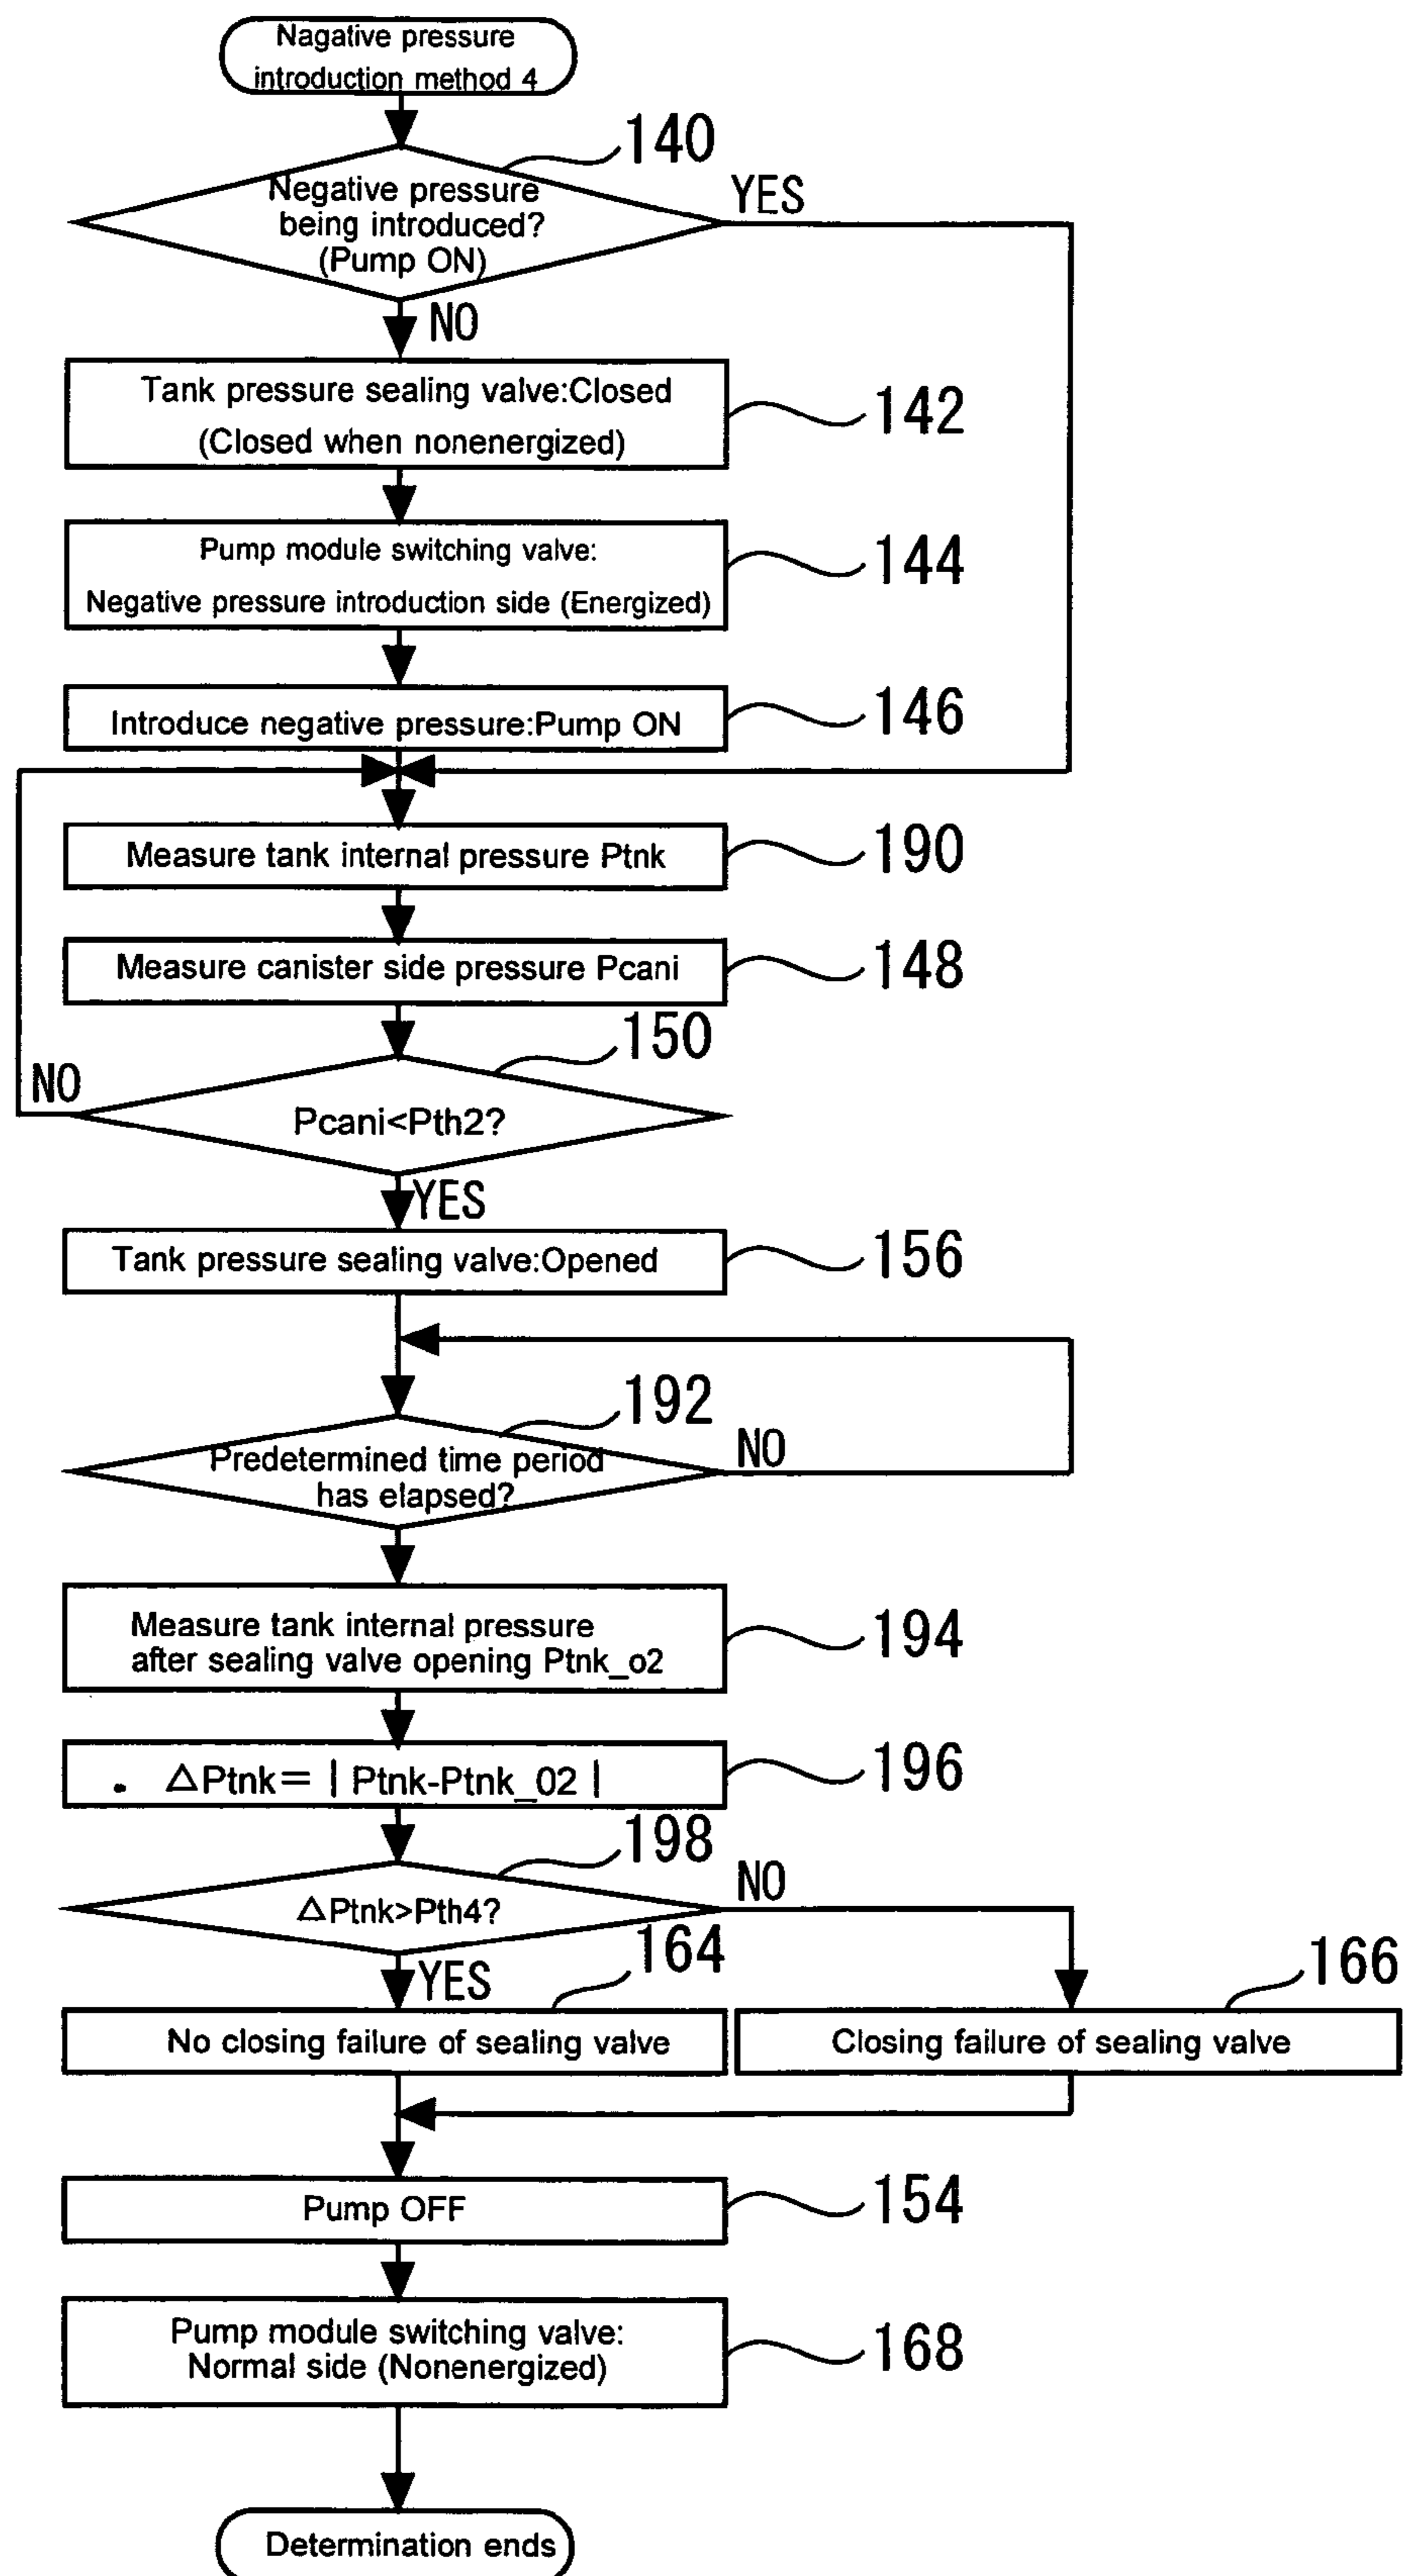 Nagative pressure
introduction method 4
140
Negative pressure
being introduced?
(Pump ON)
YES
NO
Tank pressure sealing valve:Closed
(Closed when nonenergized)
142
Pump module switching valve:
Negative pressure introduction side (Energized)
144
Introduce negative pressure:Pump ON
146
Measure tank internal pressure Ptnk
190
Measure canister side pressure Pcani
148
150
NO
Pcani<Pth2?
YES
Tank pressure sealing valve:Opened
156
192
Predetermined time period
has elapsed?
NO
Measure tank internal pressure
after sealing valve opening Ptnk_o2
194
△Ptnk=|Ptnk-Ptnk_02|
196
198
△Ptnk>Pth4?
NO
YES
164
166
No closing failure of sealing valve
Closing failure of sealing valve
Pump OFF
154
Pump module switching valve:
Normal side (Nonenergized)
168
Determination ends